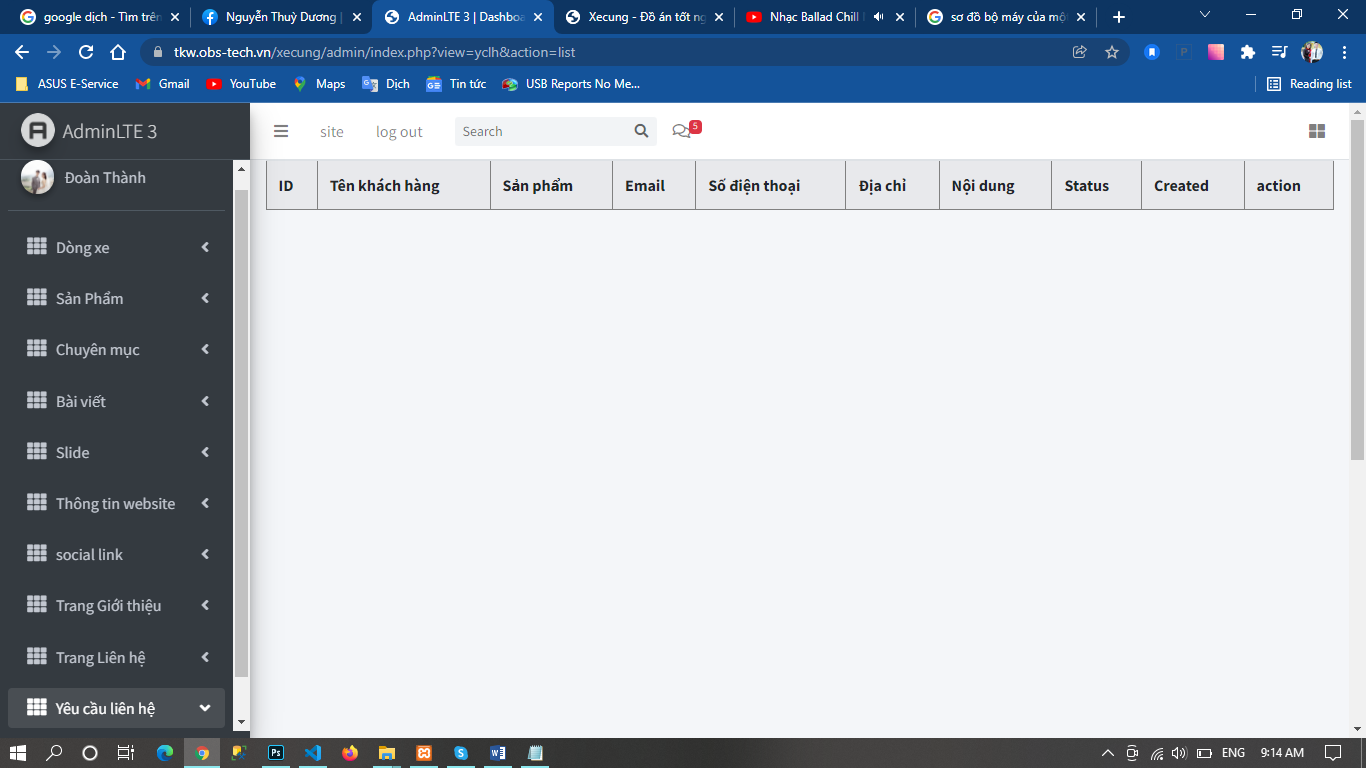 google dịch - Tìm trên
Nguyễn Thuỳ Dương |
AdminLTE 3 | Dashboa
Xecung - Đồ án tốt ng
Nhạc Ballad Chill
sơ đồ bộ máy của mộ
tkw.obs-tech.vn/xecung/admin/index.php?view=yclh&action=list
ASUS E-Service
Gmail
YouTube
Maps
Dịch
Tin tức
USB Reports No Me...
Reading list
AdminLTE 3
site
log out
Search
5
Đoàn Thành
ID
Tên khách hàng
Sản phẩm
Email
Số điện thoại
Địa chỉ
Nội dung
Status
Created
action
Dòng xe
Sản Phẩm
Chuyên mục
Bài viết
Slide
Thông tin website
social link
Trang Giới thiệu
Trang Liên hệ
Yêu cầu liên hệ
ENG
9:14 AM